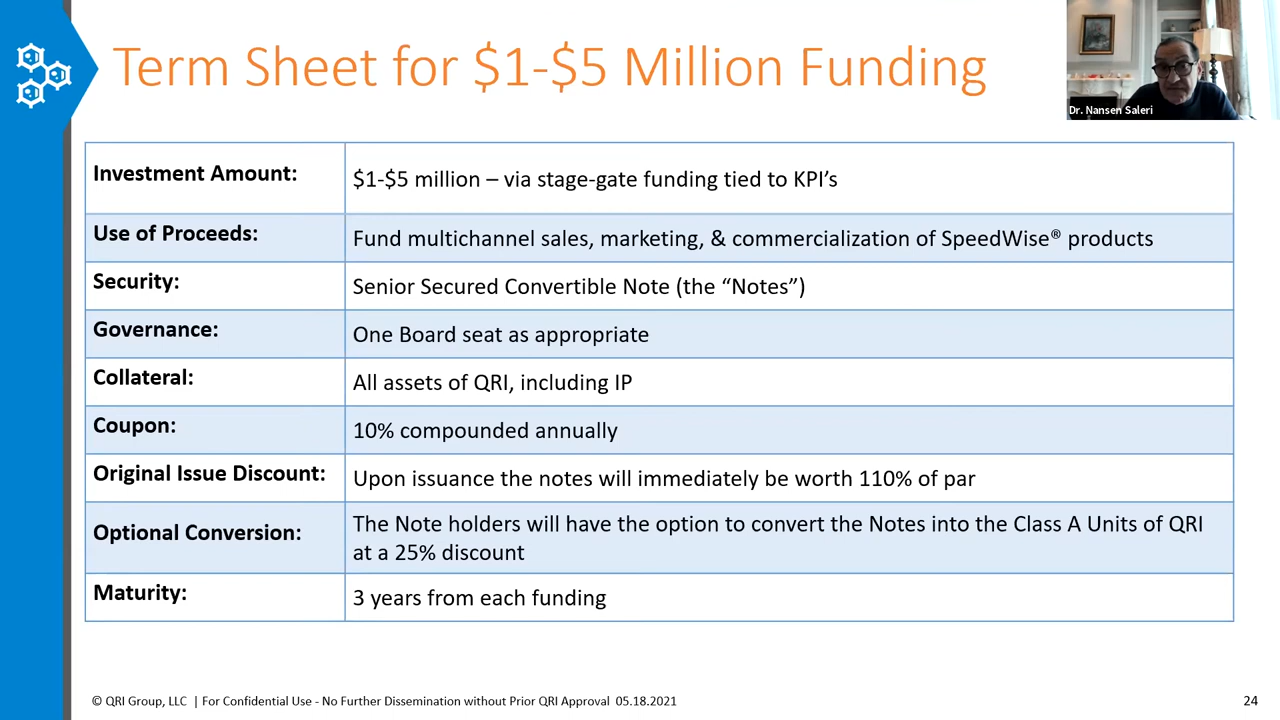 Term Sheet for $1-$5 Million Funding
Dr. Nansen Saleri
Investment Amount:
$1-$5 million – via stage-gate funding tied to KPI’s
Use of Proceeds:
Fund multichannel sales, marketing, & commercialization of SpeedWise® products
Security:
Senior Secured Convertible Note (the “Notes”)
Governance:
One Board seat as appropriate
Collateral:
All assets of QRI, including IP
Coupon:
10% compounded annually
Original Issue Discount:
Upon issuance the notes will immediately be worth 110% of par
Optional Conversion:
The Note holders will have the option to convert the Notes into the Class A Units of QRI
at a 25% discount
Maturity:
3 years from each funding
© QRI Group, LLC | For Confidential Use - No Further Dissemination without Prior QRI Approval 05.18.2021
24